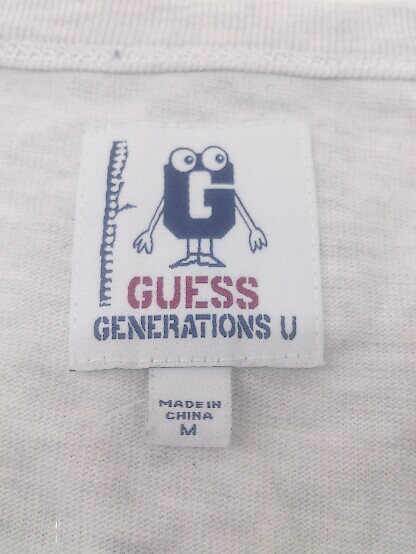 G
GUESS
GENERATIONS U
MADE IN
CHINA
M